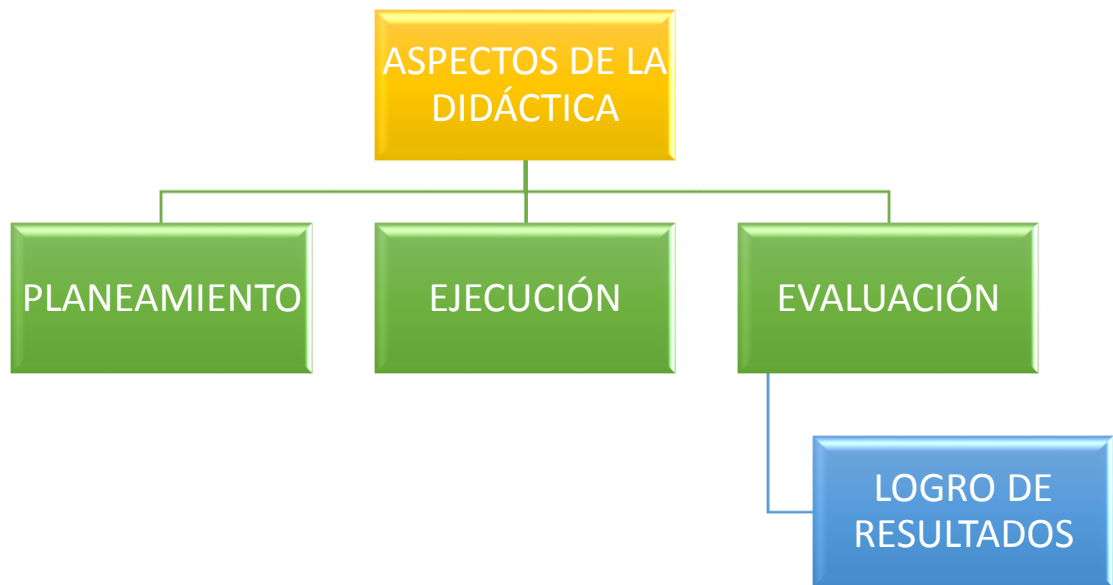 ASPECTOS DE LA
DIDÁCTICA
PLANEAMIENTO
EJECUCIÓN
EVALUACIÓN
LOGRO DE
RESULTADOS